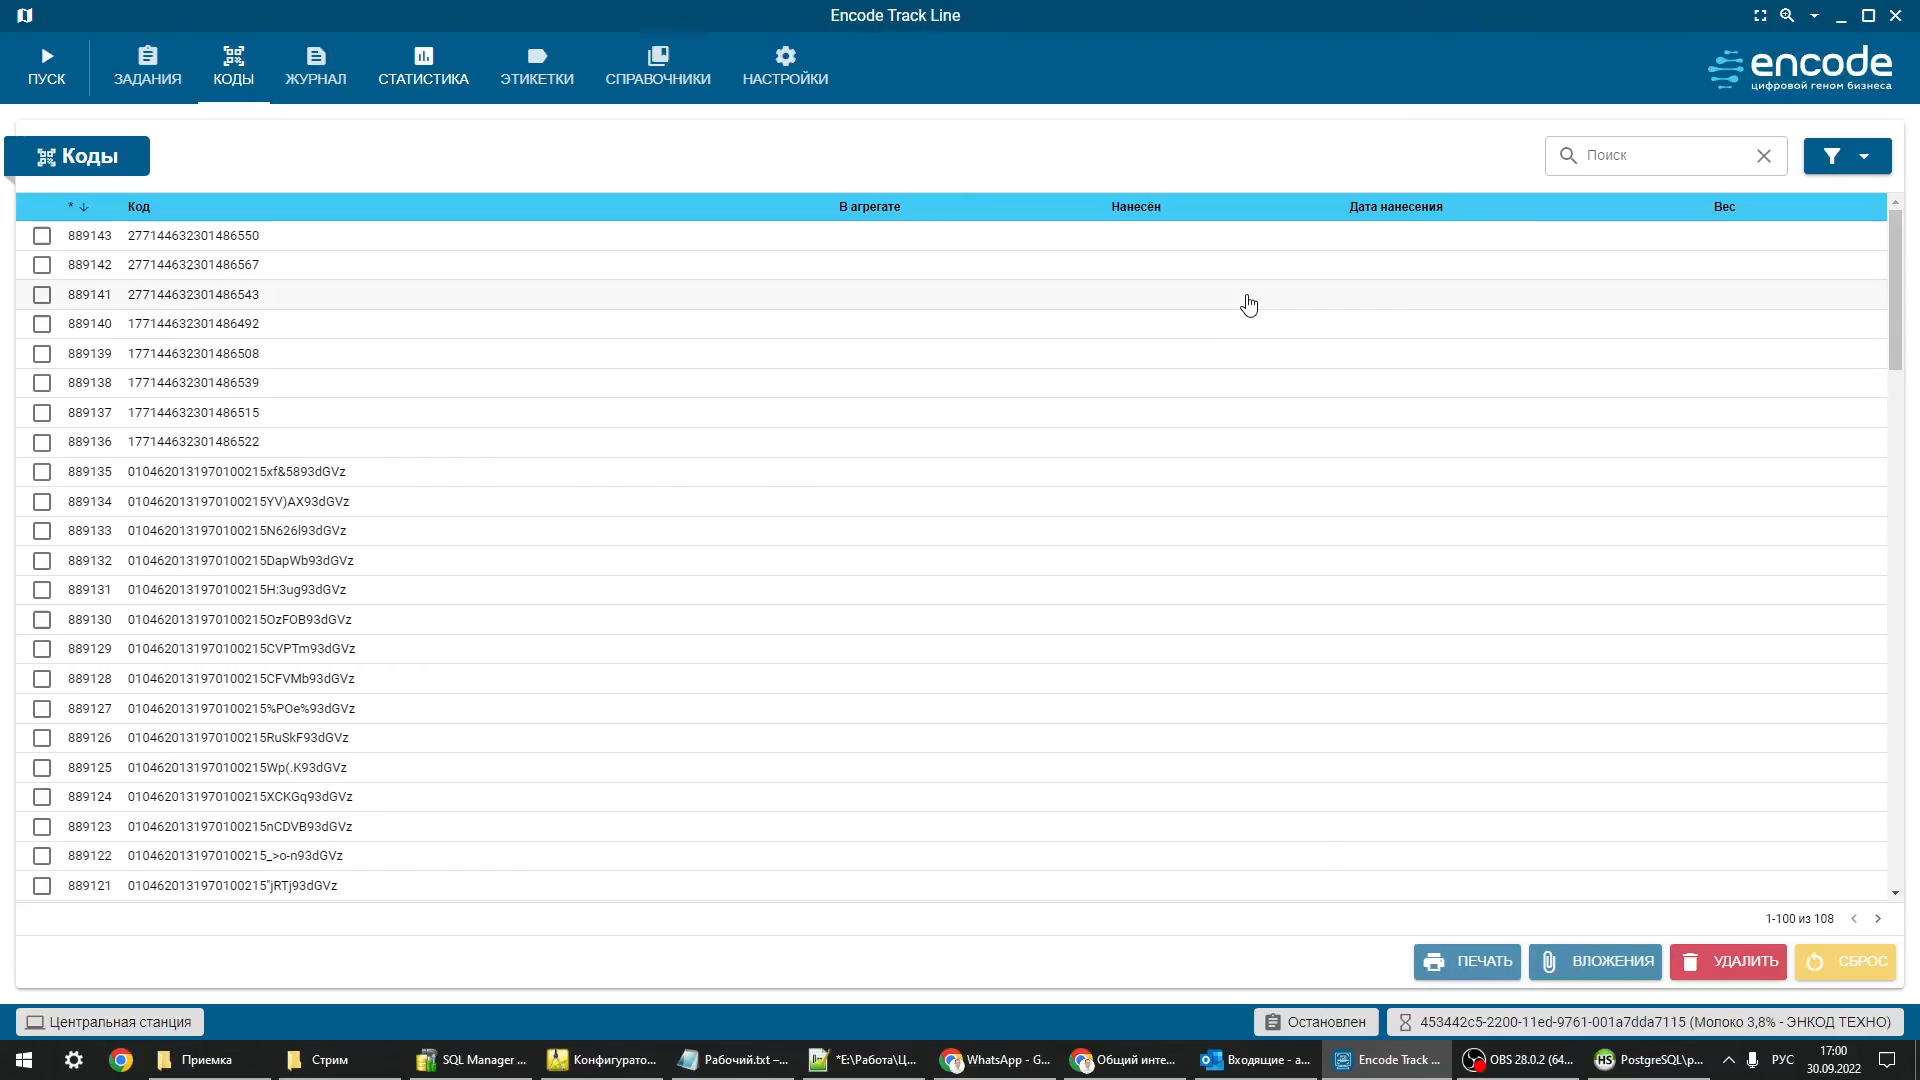 Encode Track Line
ПУСК
ЗАДАНИЯ
КОДЫ
ЖУРНАЛ
СТАТИСТИКА
ЭТИКЕТКИ
СПРАВОЧНИКИ
НАСТРОЙКИ
encode
цифровой геном бизнеса
Коды
Поиск
* Код В агрегате Нанесён Дата нанесения Вес
889143 277144632301486550
889142 277144632301486567
889141 277144632301486543
889140 177144632301486492
889139 177144632301486508
889138 177144632301486539
889137 177144632301486515
889136 177144632301486522
889135 0104620131970100215xf&5893dGVz
889134 0104620131970100215YV)AX93dGVz
889133 0104620131970100215N626l93dGVz
889132 0104620131970100215DapWb93dGVz
889131 0104620131970100215H:3ug93dGVz
889130 0104620131970100215OzFOB93dGVz
889129 0104620131970100215CVPTm93dGVz
889128 0104620131970100215CFVMb93dGVz
889127 0104620131970100215%POe%93dGVz
889126 0104620131970100215RuSkF93dGVz
889125 0104620131970100215Wp(.K93dGVz
889124 0104620131970100215XCKGq93dGVz
889123 0104620131970100215nCDVB93dGVz
889122 0104620131970100215_>o-n93dGVz
889121 0104620131970100215"jRTj93dGVz
1-100 из 108
ПЕЧАТЬ
ВЛОЖЕНИЯ
УДАЛИТЬ
СБРОС
Центральная станция
Остановлен
453442c5-2200-11ed-9761-001a7dda7115 (Молоко 3,8% - ЭНКОД ТЕХНО)
Приемка
Стрим
SQL Manager ...
Конфигурато...
Рабочий.txt –...
*E:\Работа\Ц...
WhatsApp - G...
Общий инте...
Входящие - a...
Encode Track ...
OBS 28.0.2 (64...
PostgreSQL\p...
РУС
17:00
30.09.2022